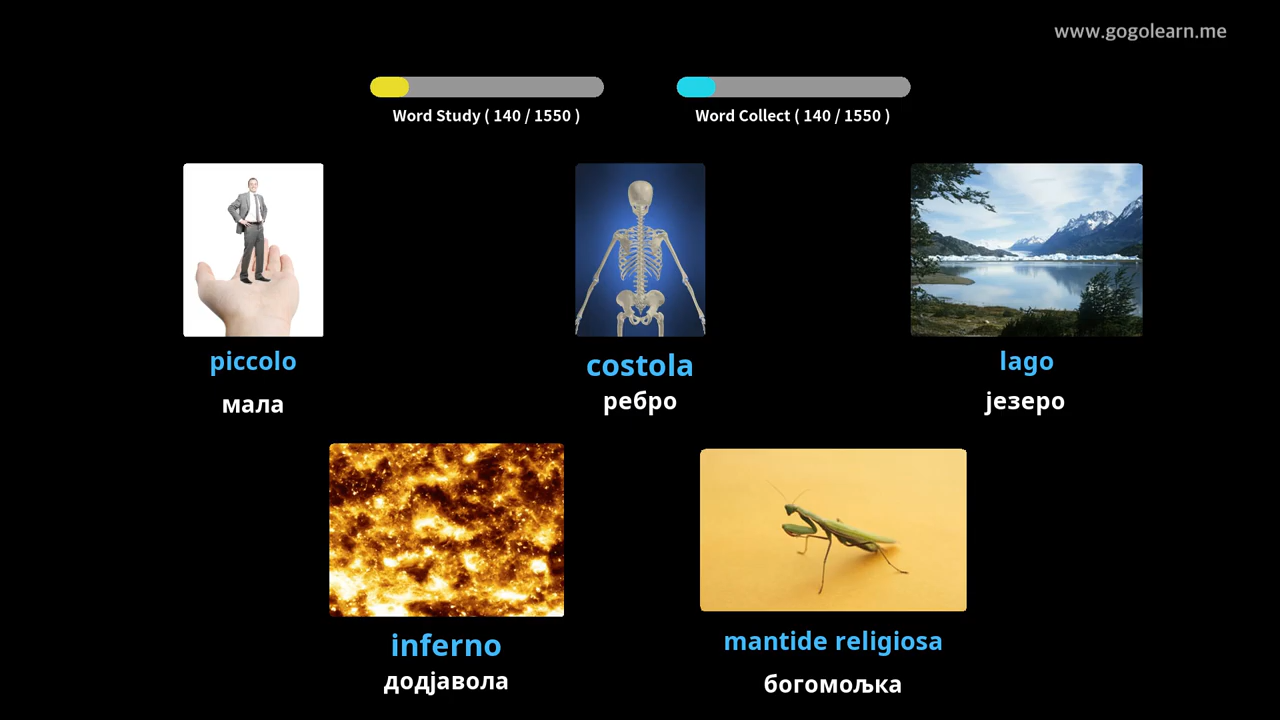 www.gogolearn.me
Word Study ( 140 / 1550 )
Word Collect ( 140 / 1550 )
piccolo
мала
costola
ребро
lago
језеро
inferno
додјавола
mantide religiosa
богомољка